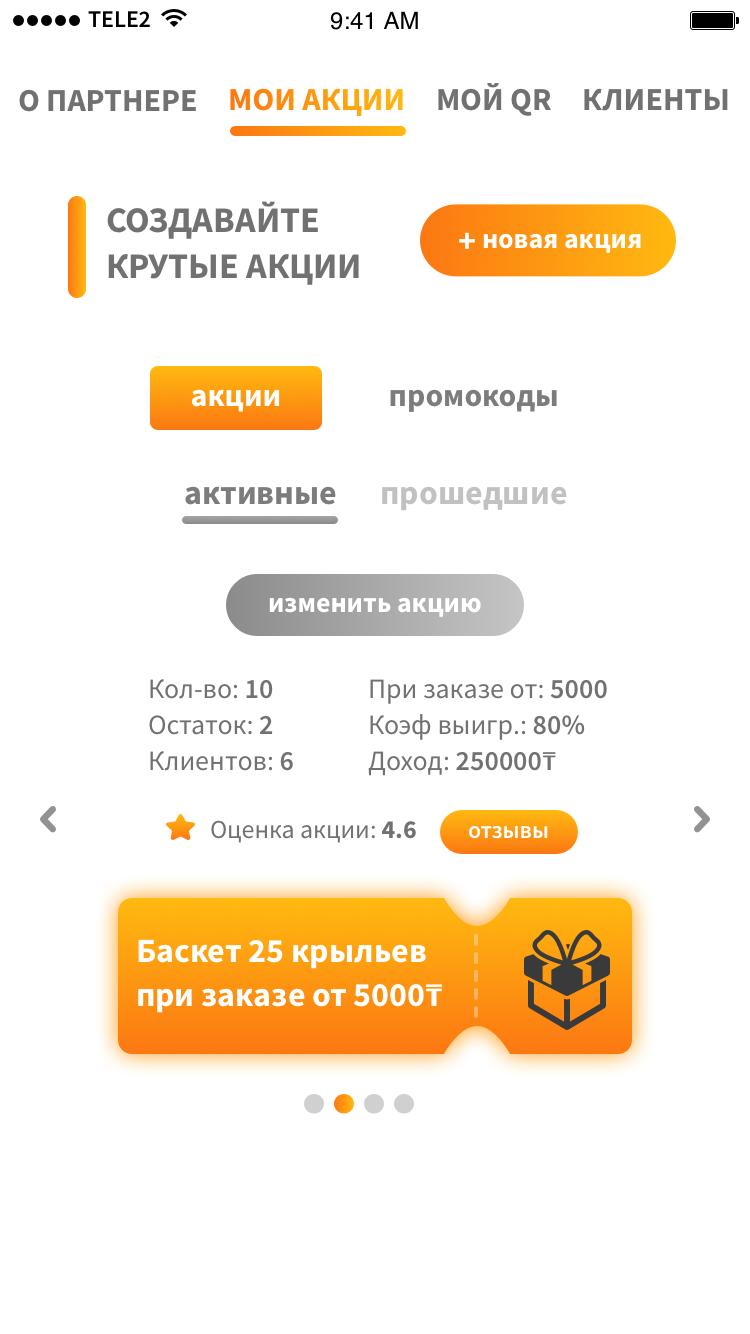 TELE2 9:41 AM
О ПАРТНЕРЕ МОИ АКЦИИ МОЙ QR КЛИЕНТЫ
СОЗДАВАЙТЕ
КРУТЫЕ АКЦИИ
+ новая акция
акции промокоды
активные прошедшие
изменить акцию
Кол-во: 10 При заказе от: 5000
Остаток: 2 Коэф выигр.: 80%
Клиентов: 6 Доход: 250000₸
Оценка акции: 4.6 отзывы
Баскет 25 крыльев
при заказе от 5000₸